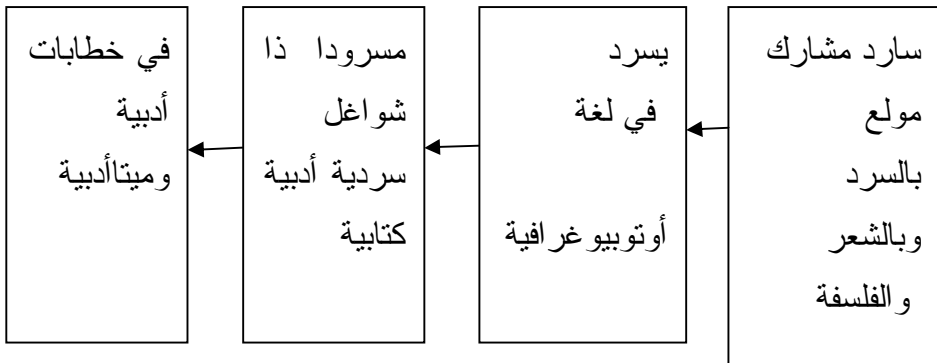 سارد مشارك
مولع
بالسرد
وبالشعر
والفلسفة
يسرد
في لغة
أوتوبيوغرافية
مسرودا ذا
شواغل
سردية أدبية
كتابية
في خطابات
أدبية
وميتاأدبية